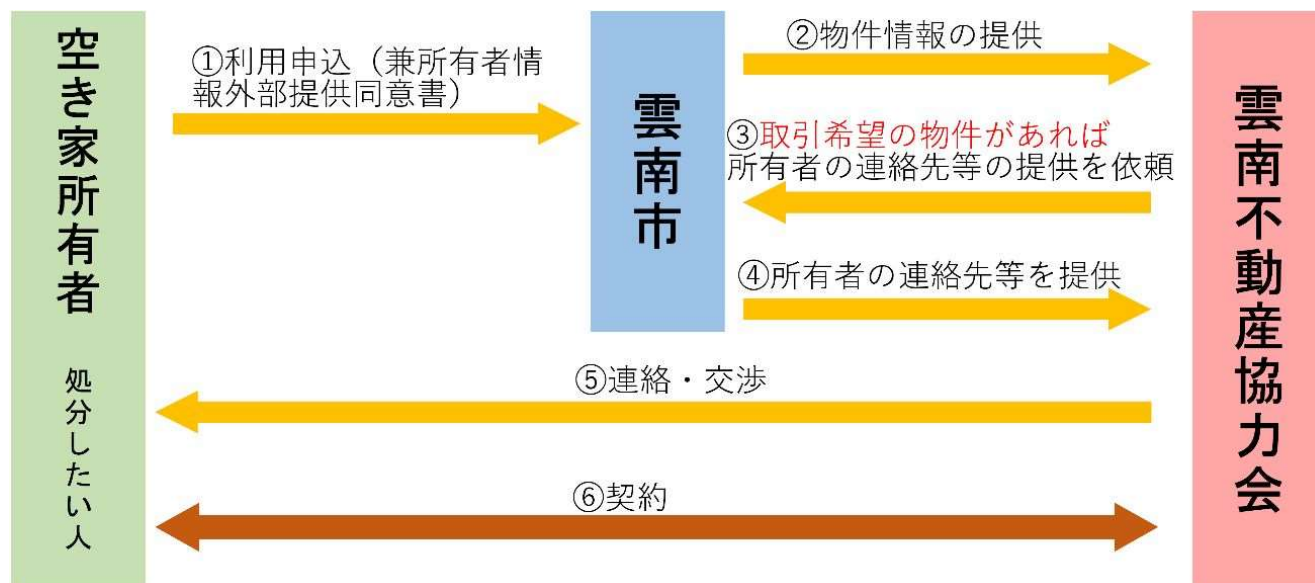 空き家所有者
処分したい人
①利用申込（兼所有者情
報外部提供同意書）
雲南市
②物件情報の提供
③取引希望の物件があれば
所有者の連絡先等の提供を依頼
④所有者の連絡先等を提供
⑤連絡・交渉
⑥契約
雲南不動産協力会